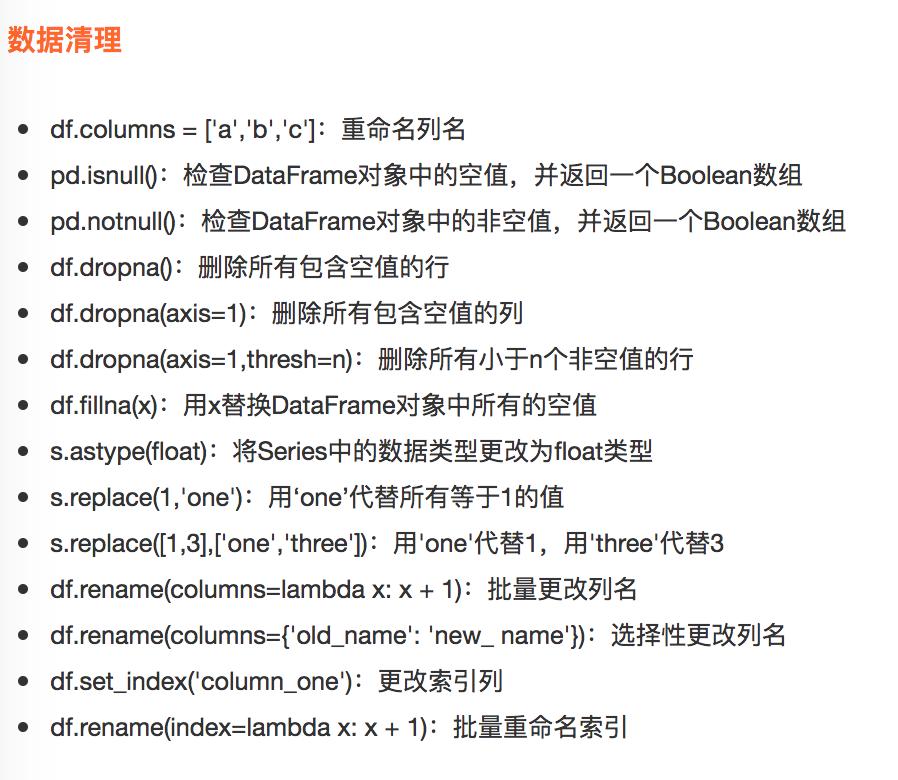 数据清理
df.columns = ['a','b','c']：重命名列名
pd.isnull()：检查DataFrame对象中的空值，并返回一个Boolean数组
pd.notnull()：检查DataFrame对象中的非空值，并返回一个Boolean数组
df.dropna()：删除所有包含空值的行
df.dropna(axis=1)：删除所有包含空值的列
df.dropna(axis=1,thresh=n)：删除所有小于n个非空值的行
df.fillna(x)：用x替换DataFrame对象中所有的空值
s.astype(float)：将Series中的数据类型更改为float类型
s.replace(1,'one')：用‘one’代替所有等于1的值
s.replace([1,3],['one','three'])：用'one'代替1，用'three'代替3
df.rename(columns=lambda x: x + 1)：批量更改列名
df.rename(columns={'old_name': 'new_ name'})：选择性更改列名
df.set_index('column_one')：更改索引列
df.rename(index=lambda x: x + 1)：批量重命名索引